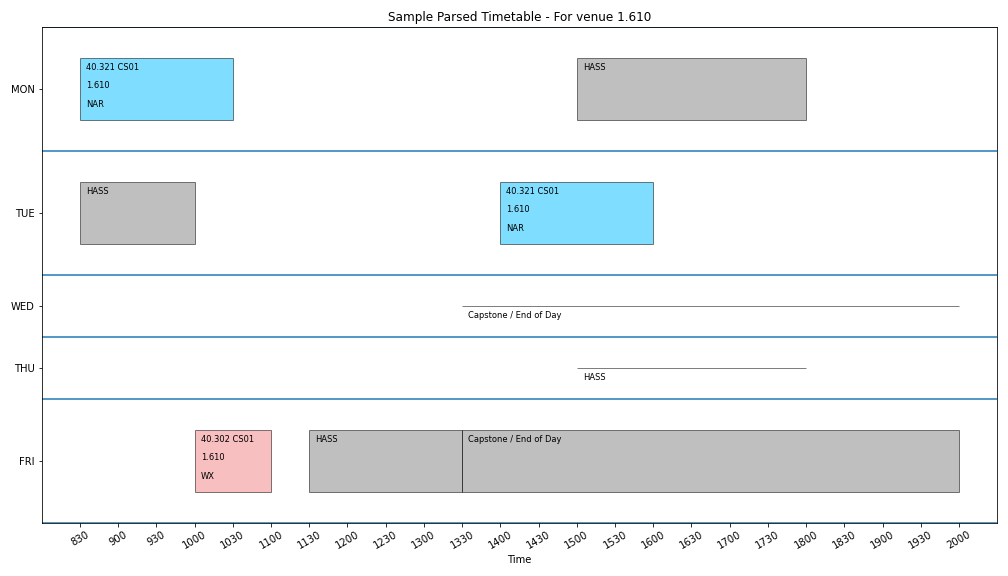 Sample Parsed Timetable - For venue 1.610
MON
40.321 CS01
1.610
NAR
HASS
TUE
HASS
40.321 CS01
1.610
NAR
WED
Capstone / End of Day
THU
HASS
FRI
40.302 CS01
1.610
WX
HASS
Capstone / End of Day
830 900 930 1000 1030 1100 1130 1200 1230 1300 1330 1400 1430 1500 1530 1600 1630 1700 1730 1800 1830 1900 1930 2000
Time